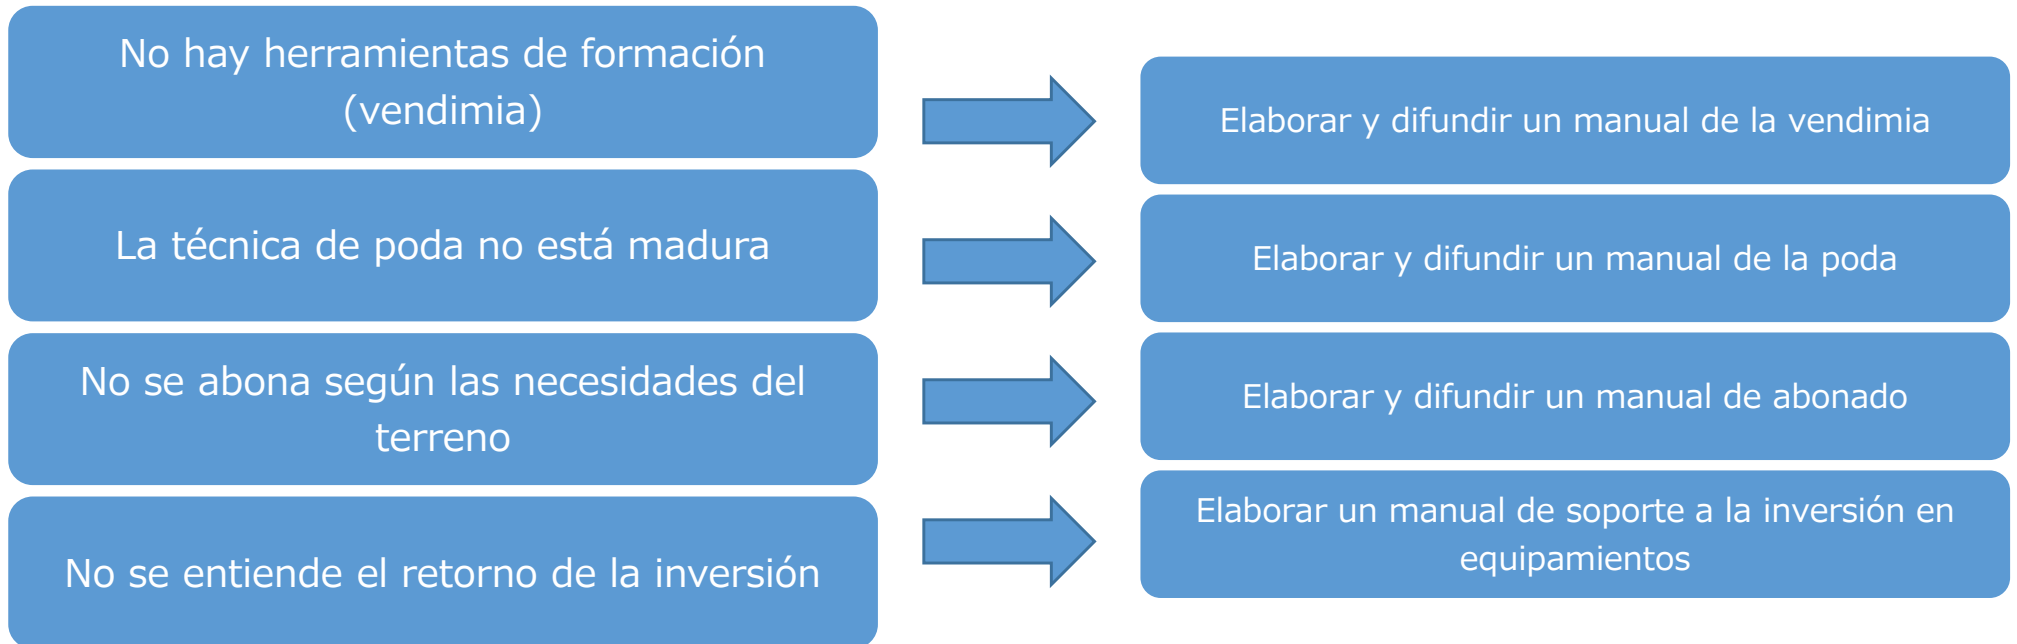 No hay herramientas de formación
(vendimia)
Elaborar y difundir un manual de la vendimia
La técnica de poda no está madura
Elaborar y difundir un manual de la poda
No se abona según las necesidades del
terreno
Elaborar y difundir un manual de abonado
No se entiende el retorno de la inversión
Elaborar un manual de soporte a la inversión en
equipamientos